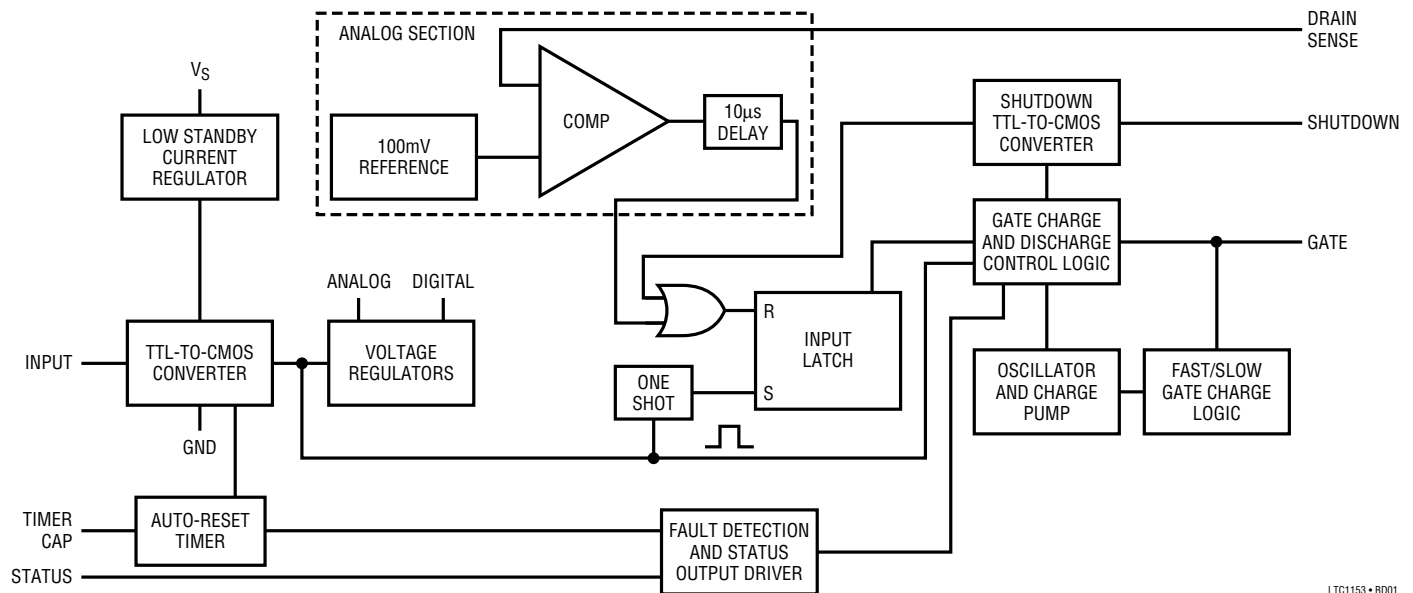 ANALOG SECTION
DRAIN
SENSE
VS
LOW STANDBY
CURRENT
REGULATOR
100mV
REFERENCE
COMP
10µs
DELAY
SHUTDOWN
TTL-TO-CMOS
CONVERTER
SHUTDOWN
GATE CHARGE
AND DISCHARGE
CONTROL LOGIC
GATE
ANALOG
DIGITAL
INPUT
TTL-TO-CMOS
CONVERTER
VOLTAGE
REGULATORS
GND
R
INPUT
LATCH
S
ONE
SHOT
OSCILLATOR
AND CHARGE
PUMP
FAST/SLOW
GATE CHARGE
LOGIC
TIMER
CAP
AUTO-RESET
TIMER
STATUS
FAULT DETECTION
AND STATUS
OUTPUT DRIVER
LTC1153 • BD01